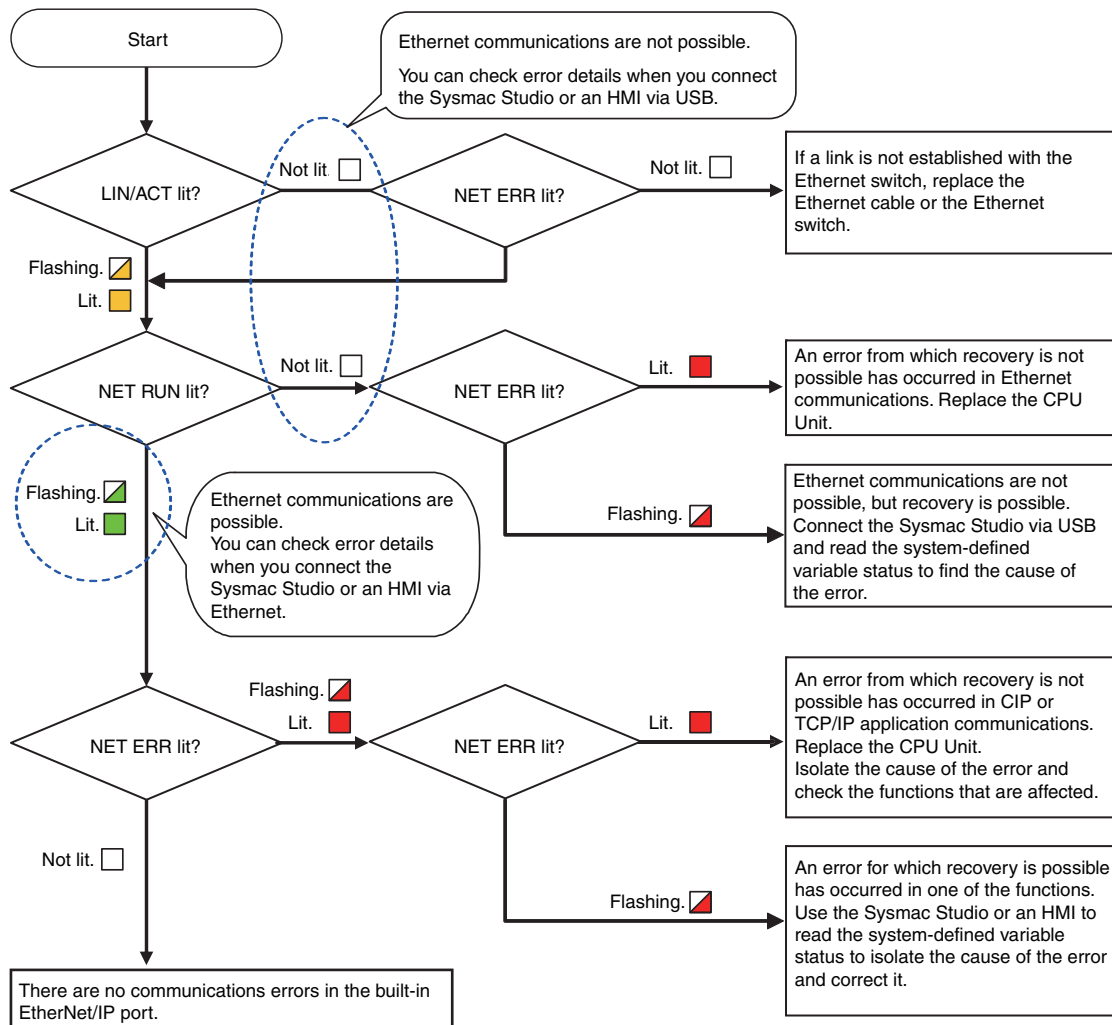 Start
Ethernet communications are not possible.
You can check error details when you connect
the Sysmac Studio or an HMI via USB.
LIN/ACT lit?
Not lit.
NET ERR lit?
Not lit.
If a link is not established with the
Ethernet switch, replace the
Ethernet cable or the Ethernet
switch.
Flashing.
Lit.
NET RUN lit?
Not lit.
NET ERR lit?
Lit.
An error from which recovery is not
possible has occurred in Ethernet
communications. Replace the CPU
Unit.
Flashing.
Lit.
Ethernet communications are
possible.
You can check error details
when you connect the
Sysmac Studio or an HMI via
Ethernet.
Flashing.
Ethernet communications are not
possible, but recovery is possible.
Connect the Sysmac Studio via USB
and read the system-defined
variable status to find the cause of
the error.
NET ERR lit?
Flashing.
Lit.
NET ERR lit?
Lit.
An error from which recovery is not
possible has occurred in CIP or
TCP/IP application communications.
Replace the CPU Unit.
Isolate the cause of the error and
check the functions that are affected.
Not lit.
Flashing.
An error for which recovery is possible
has occurred in one of the functions.
Use the Sysmac Studio or an HMI to
read the system-defined variable
status to isolate the cause of the error
and correct it.
There are no communications errors in the built-in
EtherNet/IP port.